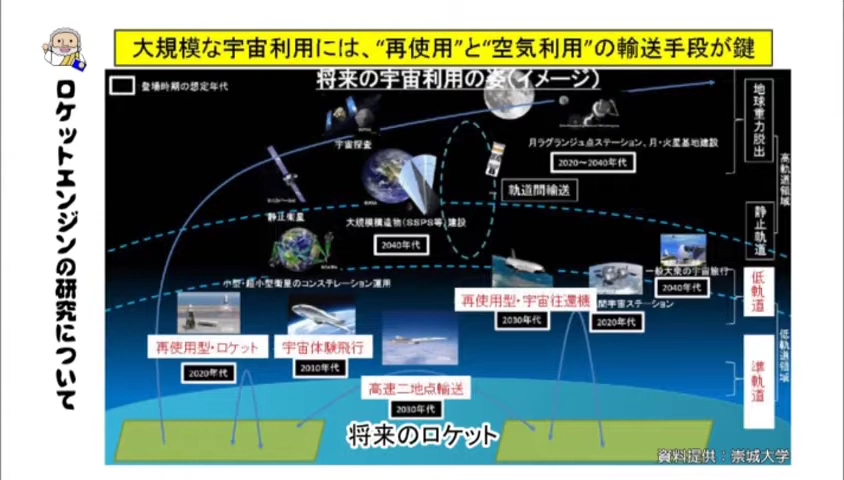 大規模な宇宙利用には、“再使用”と“空気利用”の輸送手段が鍵
ロケットエンジンの研究について
将来の宇宙利用の姿(イメージ)
登場時期の想定年代
宇宙探査
月ラグランジュ点ステーション、月・火星基地建設
2020～2040年代
軌道間輸送
静止衛星
大規模構造物(SSPS等)建設
2040年代
小型・超小型衛星のコンステレーション運用
一般大衆の宇宙旅行
2040年代
再使用型・宇宙往還機
2030年代
間宇宙ステーション
2020年代
再使用型・ロケット
2020年代
宇宙体験飛行
2010年代
高速二地点輸送
2030年代
地球重力脱出
高軌道領域
静止軌道
低軌道
低軌道領域
準軌道
将来のロケット
資料提供：崇城大学